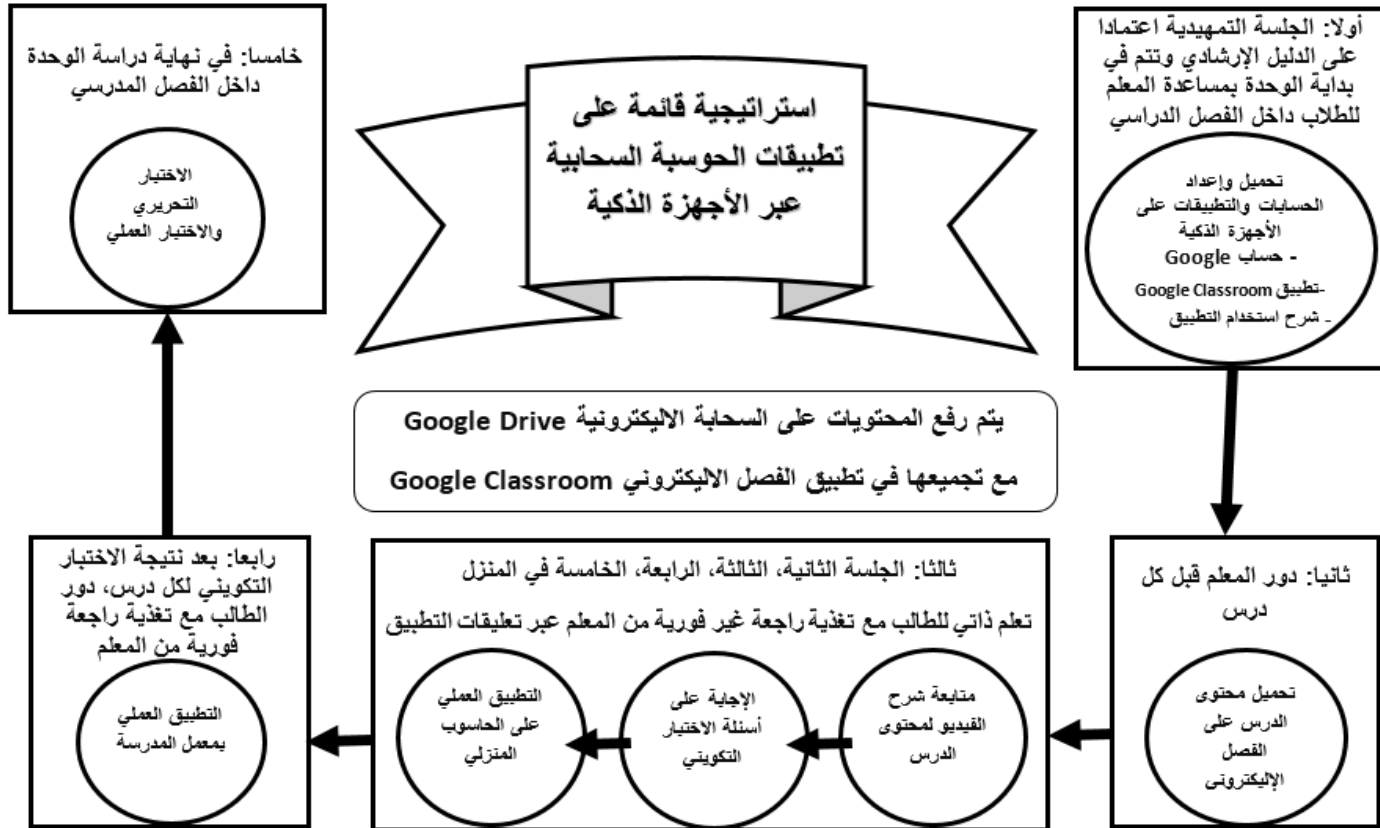 استراتيجية قائمة على
تطبيقات الحوسبة السحابية
عبر الأجهزة الذكية
أولا: الجلسة التمهيدية اعتمادا
على الدليل الإرشادي وتتم في
بداية الوحدة بمساعدة المعلم
للطلاب داخل الفصل الدراسي
تحميل وإعداد
الحسابات والتطبيقات على
الأجهزة الذكية
- حساب Google
-تطبيق Google Classroom
- شرح استخدام التطبيق
يتم رفع المحتويات على السحابة الاليكترونية Google Drive
مع تجميعها في تطبيق الفصل الاليكتروني Google Classroom
ثانيا: دور المعلم قبل كل
درس
تحميل محتوى
الدرس على
الفصل
الإليكترونى
ثالثا: الجلسة الثانية، الثالثة، الرابعة، الخامسة في المنزل
تعلم ذاتي للطالب مع تغذية راجعة غير فورية من المعلم عبر تعليقات التطبيق
متابعة شرح
الفيديو لمحتوى
الدرس
الإجابة على
أسئلة الاختبار
التكويني
التطبيق العملي
على الحاسوب
المنزلي
رابعا: بعد نتيجة الاختبار
التكويني لكل درس، دور
الطالب مع تغذية راجعة
فورية من المعلم
التطبيق العملي
بمعمل المدرسة
خامسا: في نهاية دراسة الوحدة
داخل الفصل المدرسي
الاختبار
التحريري
والاختبار العملي